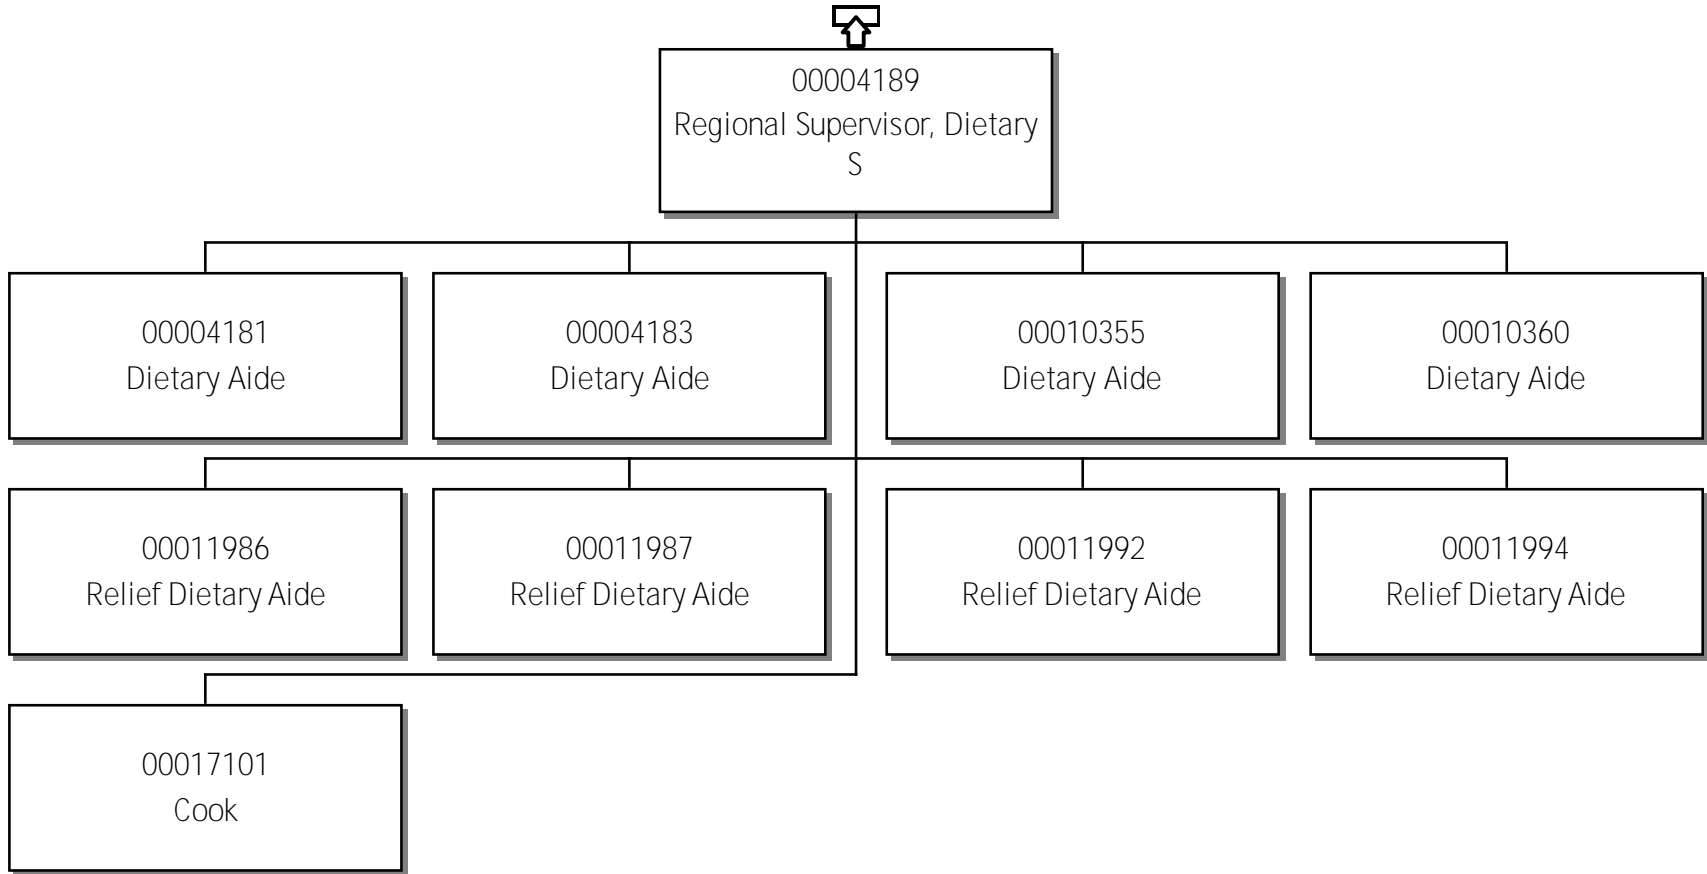 00004189
Regional Supervisor, Dietary
S
00004181
Dietary Aide
00004183
Dietary Aide
00010355
Dietary Aide
00010360
Dietary Aide
00011986
Relief Dietary Aide
00011987
Relief Dietary Aide
00011992
Relief Dietary Aide
00011994
Relief Dietary Aide
00017101
Cook